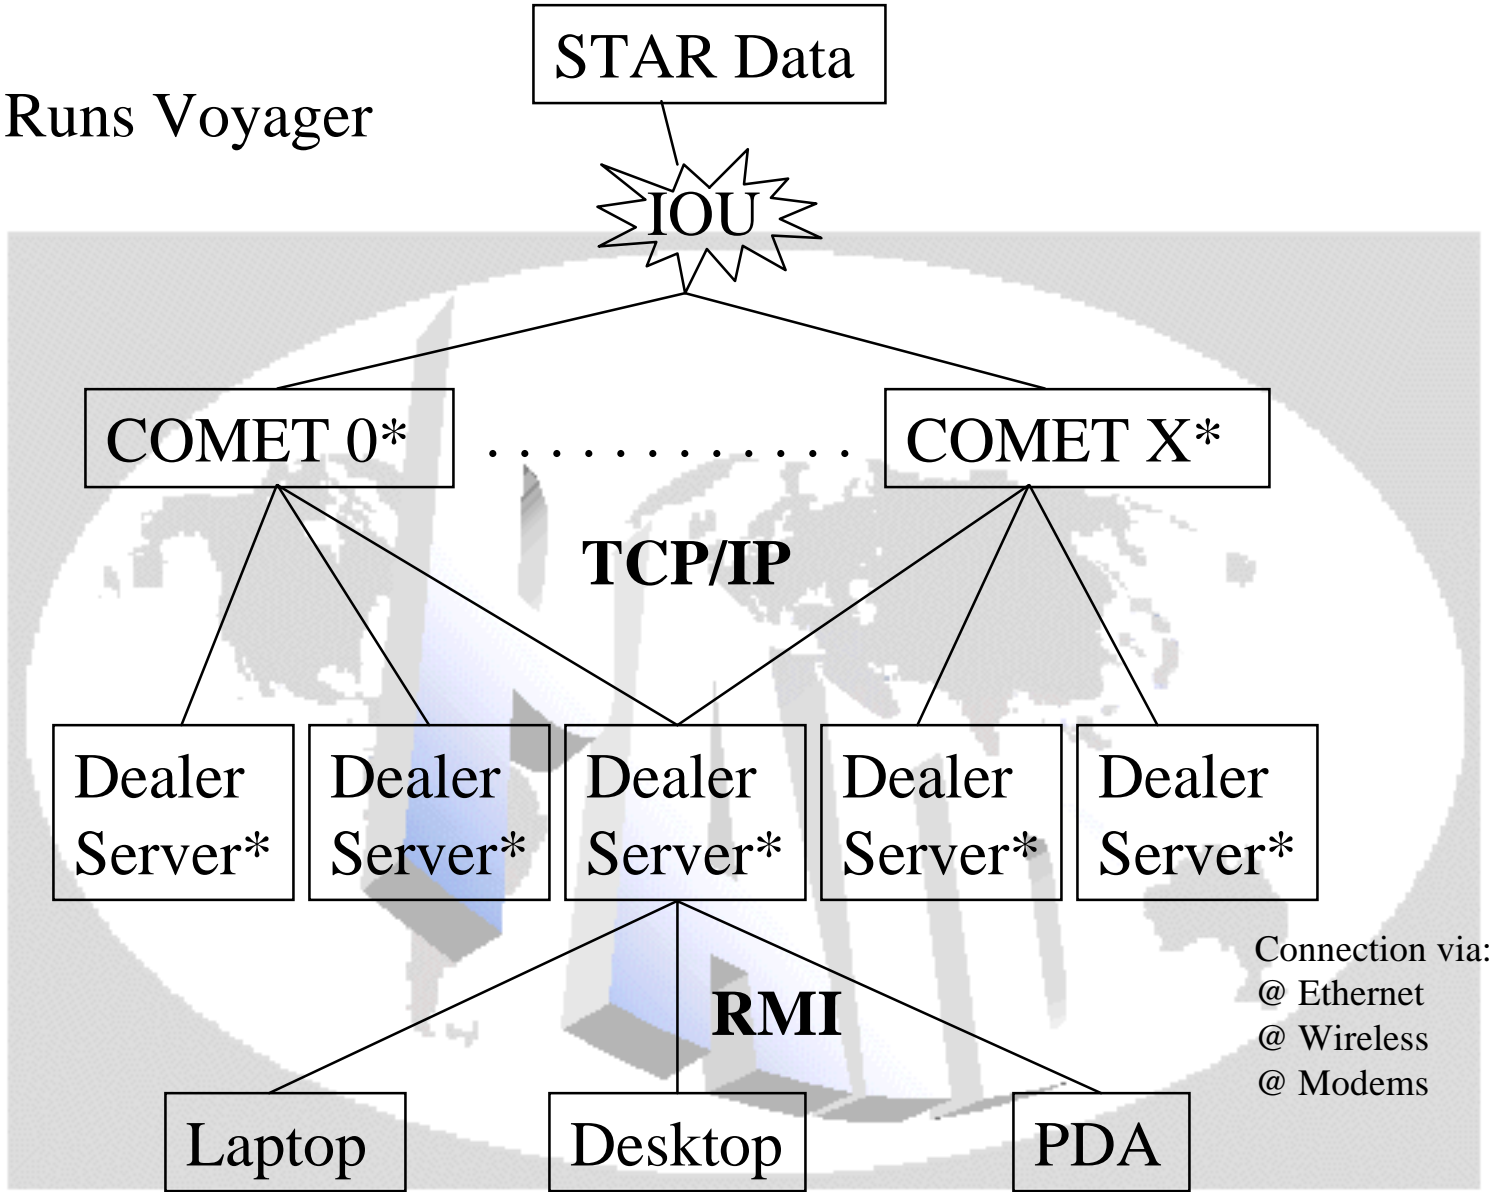 STAR Data
Runs Voyager
IOU
COMET 0*
. . . . . . . . . . . .
COMET X*
TCP/IP
Dealer
Server*
Dealer
Server*
Dealer
Server*
Dealer
Server*
Dealer
Server*
RMI
Connection via:
@ Ethernet
@ Wireless
@ Modems
Laptop
Desktop
PDA